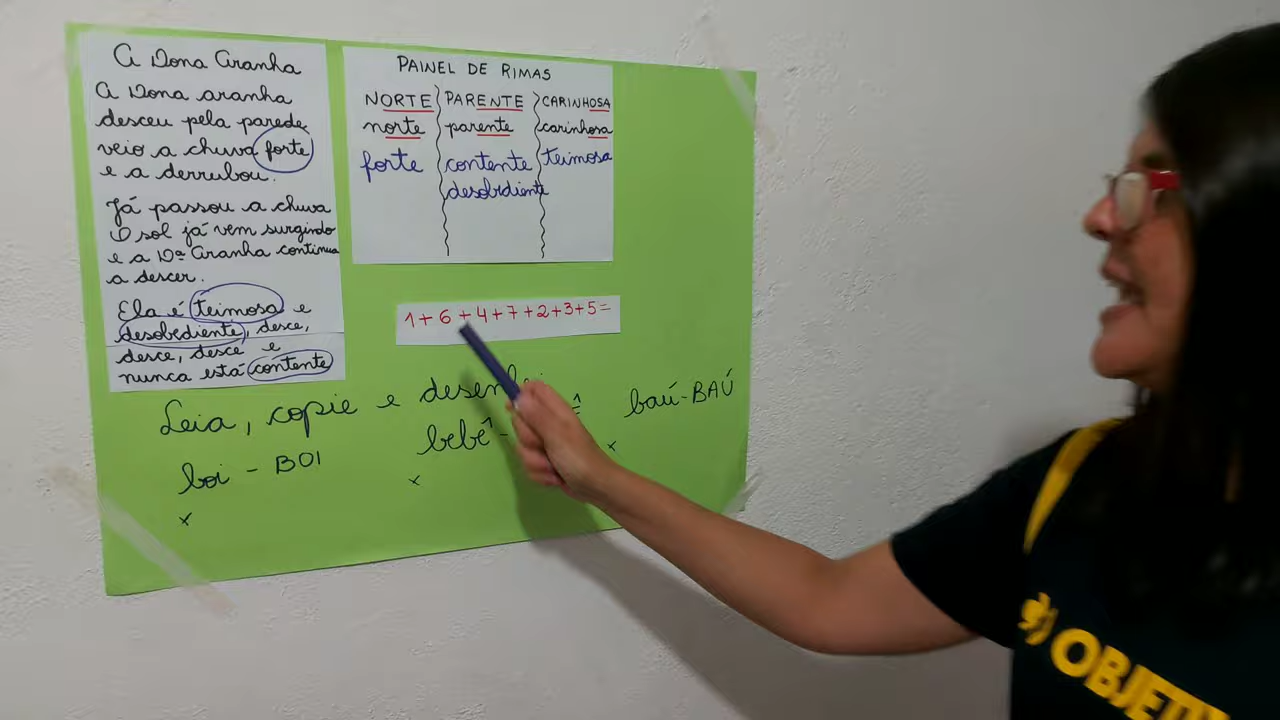 A Dona Aranha
A Dona aranha
desceu pela parede
veio a chuva forte
e a derrubou.
Já passou a chuva
O sol já vem surgindo
e a Dª Aranha continua
a descer.
Ela é teimosa e
desobediente, desce,
desce, desce e
nunca está contente
PAINEL DE RIMAS
NORTE PARENTE CARINHOSA
norte parente carinhosa
forte contente teimosa
desobediente
1+6+4+7+2+3+5=
Leia, copie e
bebê - baú-BAÚ
boi - BOI
x x x